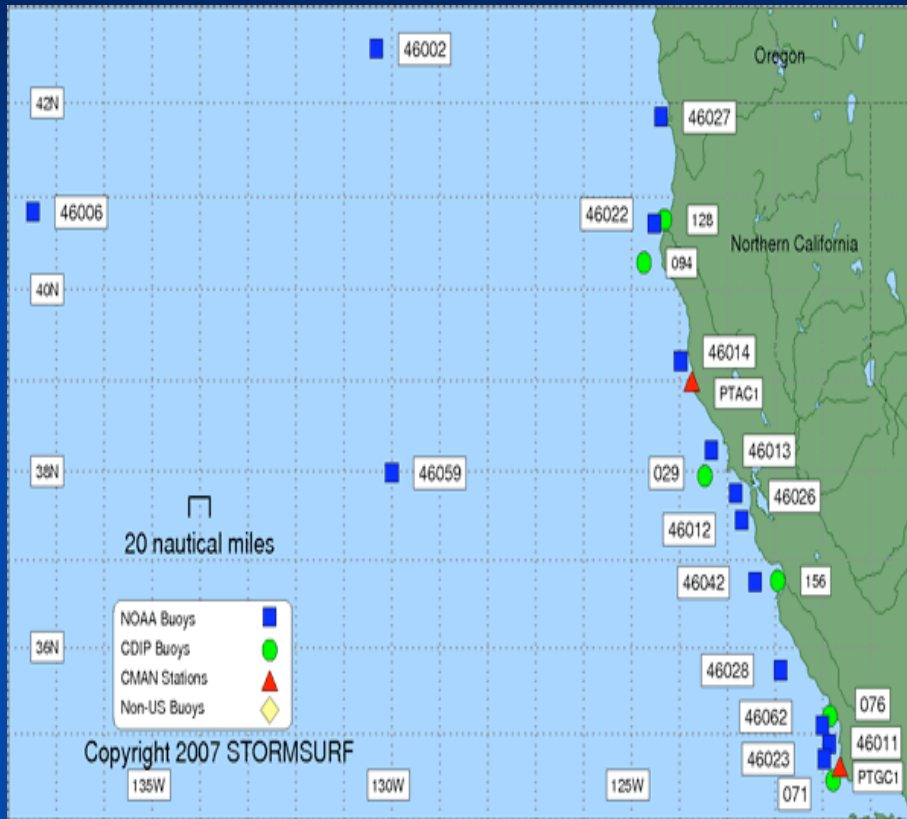 46002
Oregon
42N
46027
46006
46022
128
Northern California
094
40N
46014
PTAC1
46013
38N
46059
029
46026
20 nautical miles
46012
46042
156
NOAA Buoys
CDIP Buoys
36N
46028
CMAN Stations
076
Non-US Buoys
46062
46011
Copyright 2007 STORMSURF
46023
PTGC1
135W
130W
125W
071